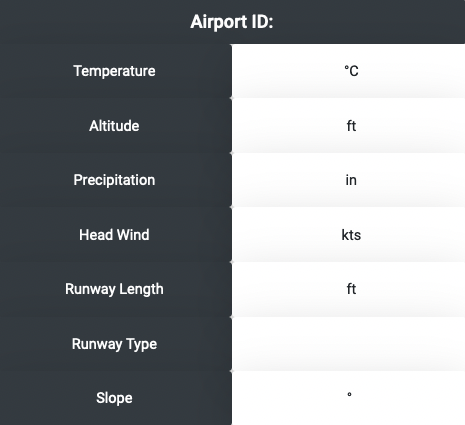 Airport ID:
Temperature °C
Altitude ft
Precipitation in
Head Wind kts
Runway Length ft
Runway Type
Slope °